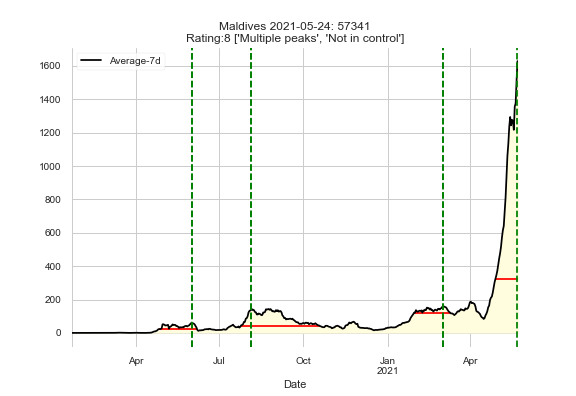 Maldives 2021-05-24: 57341
Rating:8 ['Multiple peaks', 'Not in control']
Average-7d
1600
1400
1200
1000
800
600
400
200
0
Apr
Jul
Oct
Jan
2021
Apr
Date